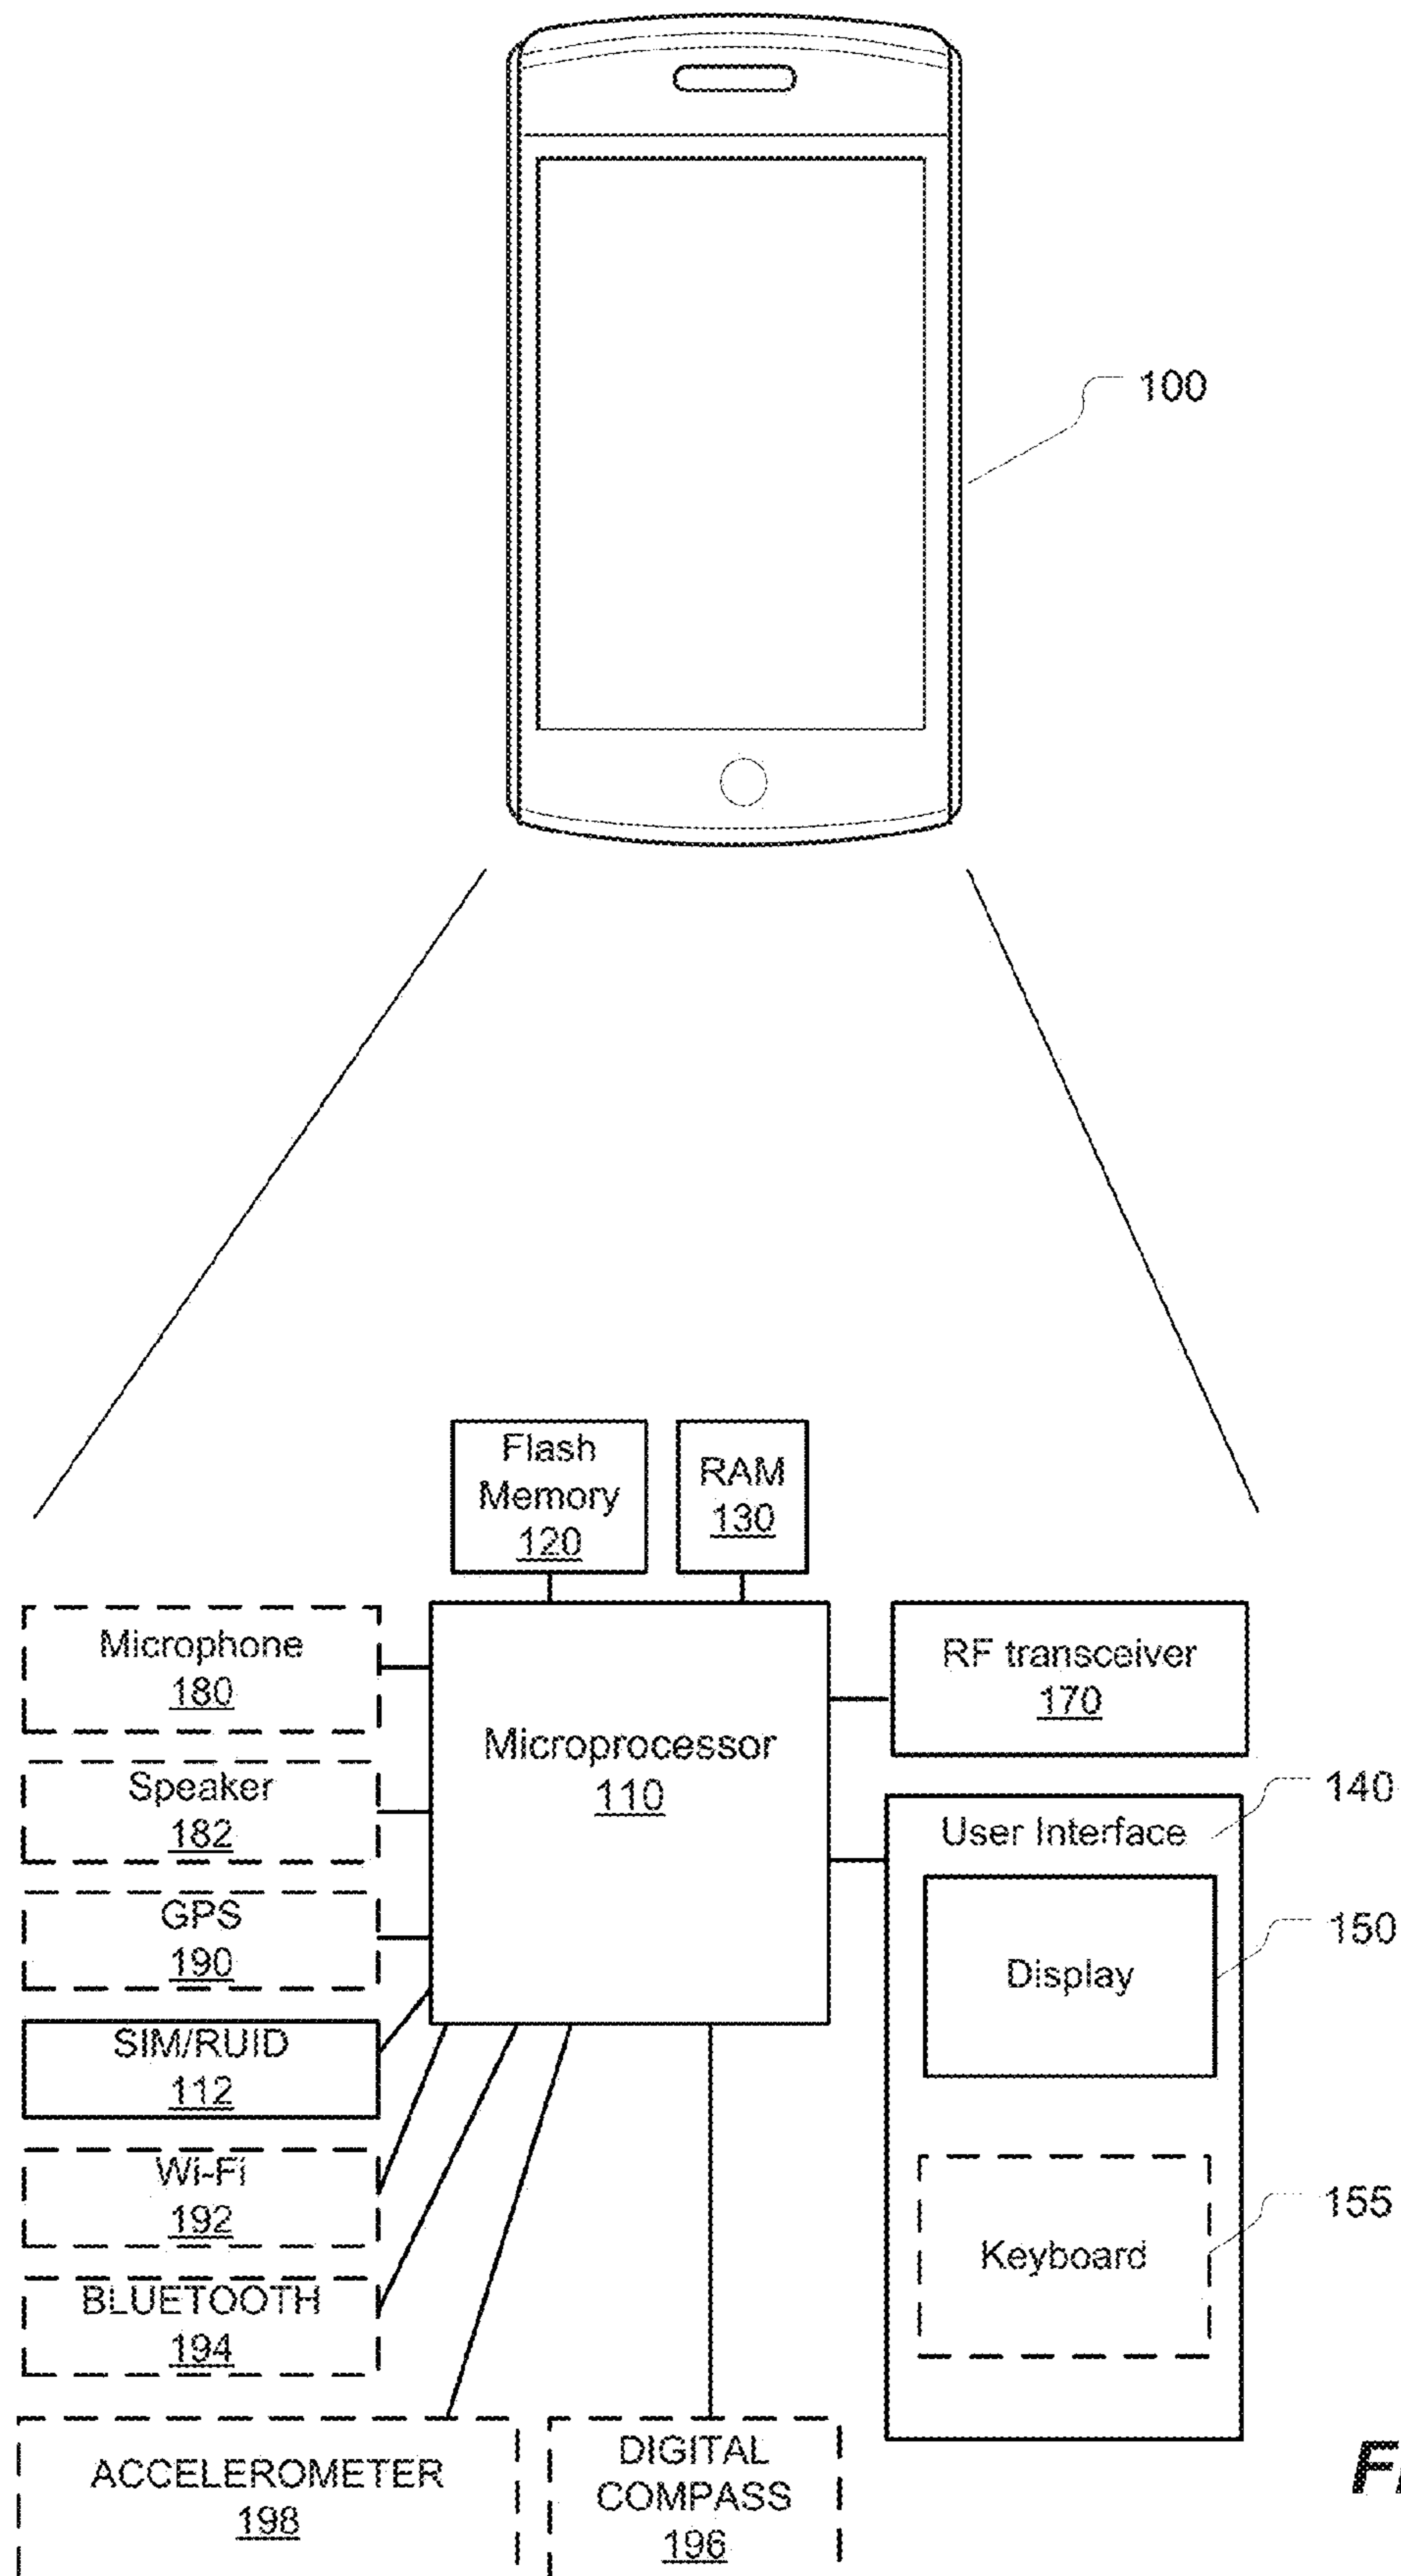 100
Flash
Memory
120
RAM
130
Microphone
180
Speaker
182
GPS
190
SIM/RUID
112
Wi-Fi
192
BLUETOOTH
194
ACCELEROMETER
198
DIGITAL
COMPASS
196
Microprocessor
110
RF transceiver
170
140
User Interface
Display
150
Keyboard
155